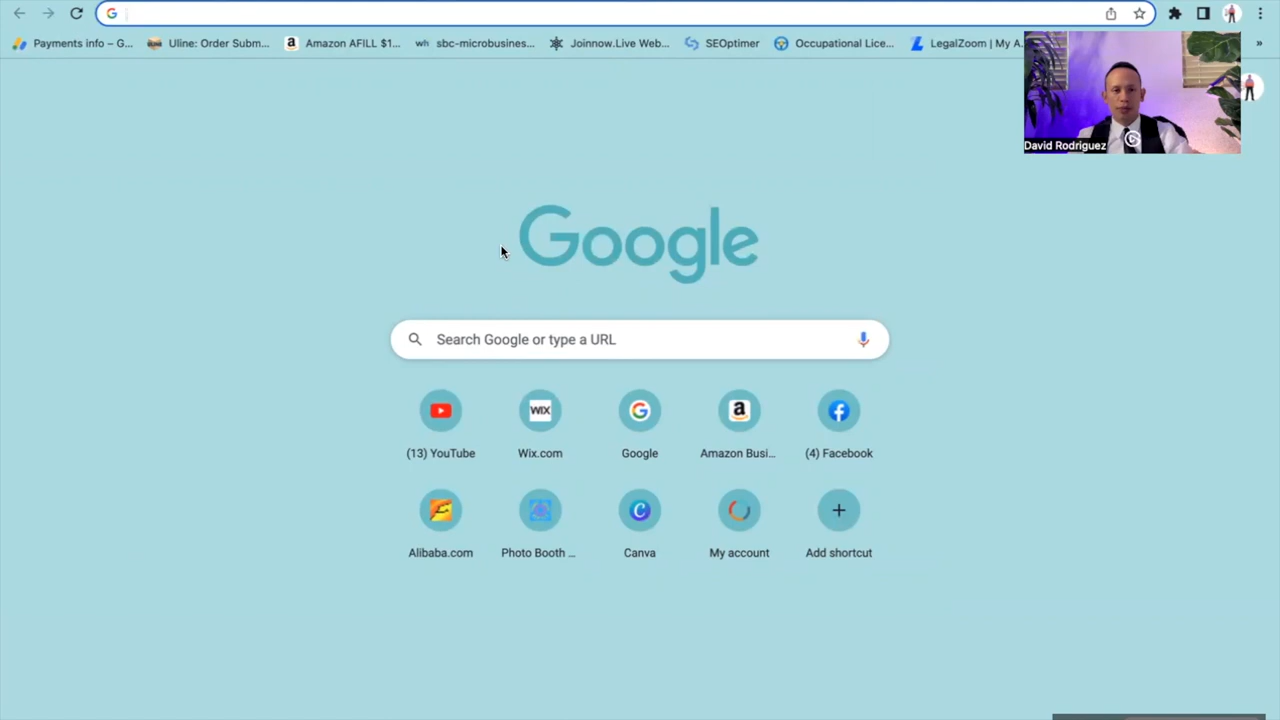 Payments info – G...
Uline: Order Subm...
Amazon AFILL $1...
wh sbc-microbusines...
Joinnow.Live Web...
SEOptimer
Occupational Lice...
LegalZoom | My A...
»
David Rodriguez
Google
Search Google or type a URL
(13) YouTube
WIX
Wix.com
Google
Amazon Busi...
(4) Facebook
Alibaba.com
Photo Booth ...
Canva
My account
Add shortcut